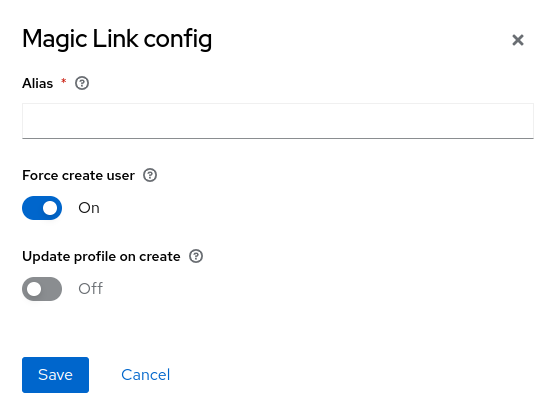 Magic Link config
Alias *
Force create user
On
Update profile on create
Off
Save Cancel